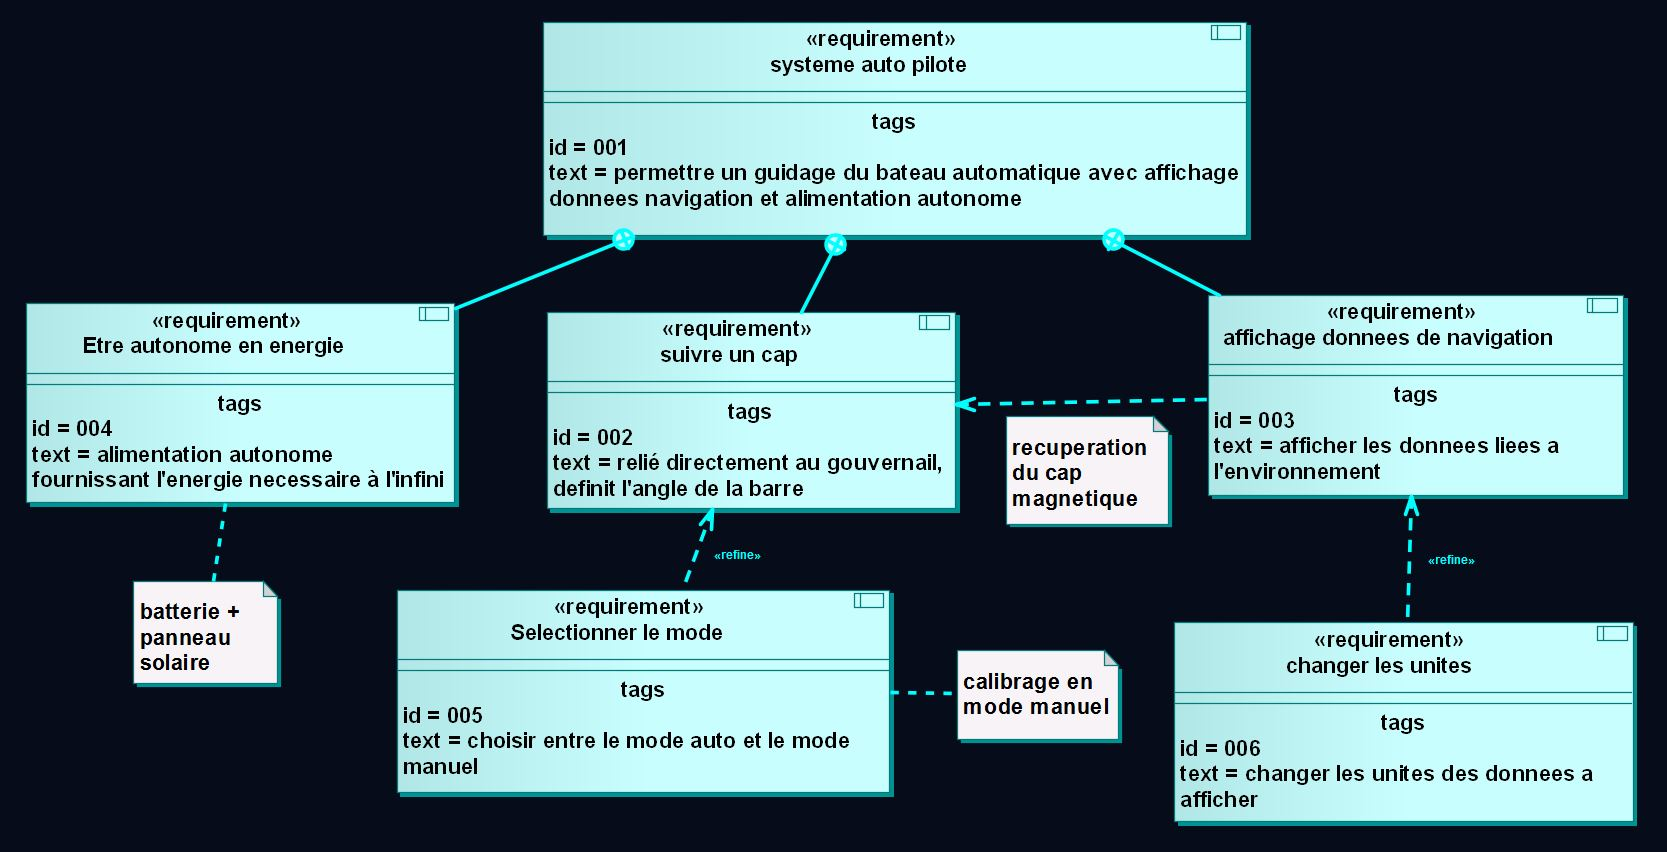 «requirement»
systeme auto pilote
tags
id = 001
text = permettre un guidage du bateau automatique avec affichage
donnees navigation et alimentation autonome
«requirement»
Etre autonome en energie
tags
id = 004
text = alimentation autonome
fournissant l'energie necessaire à l'infini
«requirement»
suivre un cap
tags
id = 002
text = relié directement au gouvernail,
definit l'angle de la barre
«requirement»
affichage donnees de navigation
tags
id = 003
text = afficher les donnees liees a
l'environnement
recuperation
du cap
magnetique
«refine»
«refine»
batterie +
panneau
solaire
«requirement»
Selectionner le mode
tags
id = 005
text = choisir entre le mode auto et le mode
manuel
calibrage en
mode manuel
«requirement»
changer les unites
tags
id = 006
text = changer les unites des donnees a
afficher